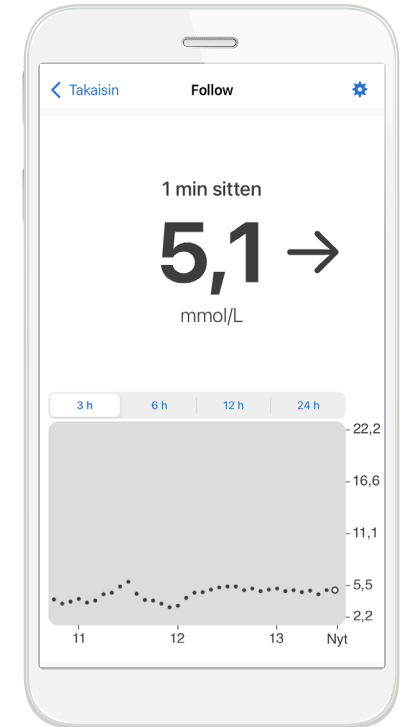 Takaisin Follow
1 min sitten
5,1
mmol/L
3 h 6 h 12 h 24 h
22,2
16,6
11,1
5,5
2,2
11 12 13 Nyt